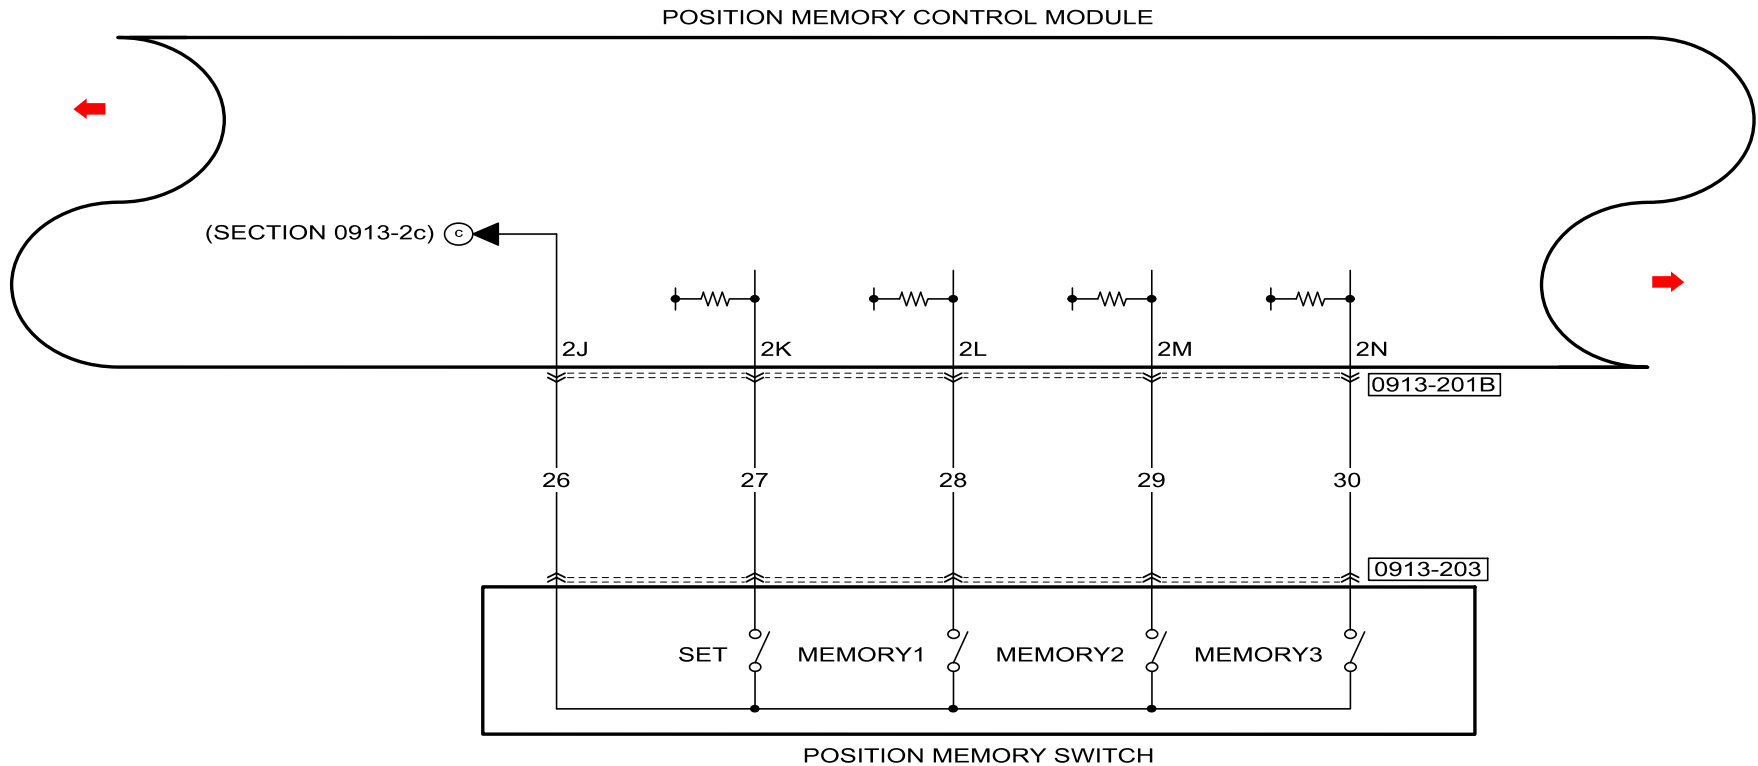 POSITION MEMORY CONTROL MODULE
(SECTION 0913-2c) c
2J 2K 2L 2M 2N
0913-201B
26 27 28 29 30
0913-203
SET MEMORY1 MEMORY2 MEMORY3
POSITION MEMORY SWITCH